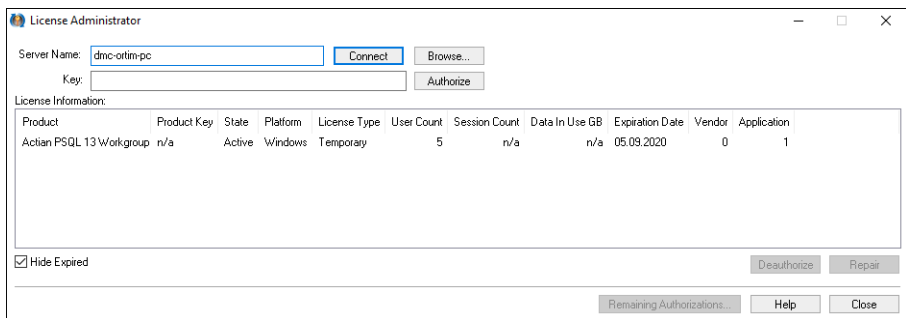 License Administrator
Server Name: dmc-ortim-pc Connect Browse...
Key: Authorize
License Information:
Product Product Key State Platform License Type User Count Session Count Data In Use GB Expiration Date Vendor Application
Actian PSQL 13 Workgroup n/a Active Windows Temporary 5 n/a n/a 05.09.2020 0 1
Hide Expired Deauthorize Repair
Remaining Authorizations... Help Close